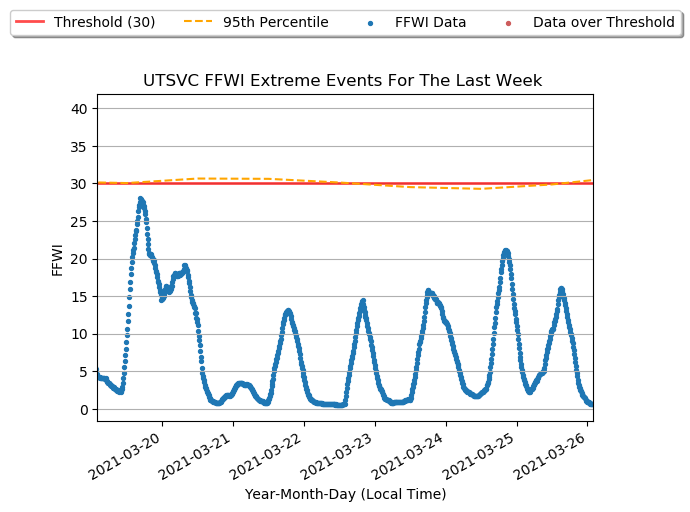 Threshold (30) 95th Percentile FFWI Data Data over Threshold
UTSVC FFWI Extreme Events For The Last Week
40
35
30
25
20
15
10
5
0
FFWI
2021-03-20 2021-03-21 2021-03-22 2021-03-23 2021-03-24 2021-03-25 2021-03-26
Year-Month-Day (Local Time)